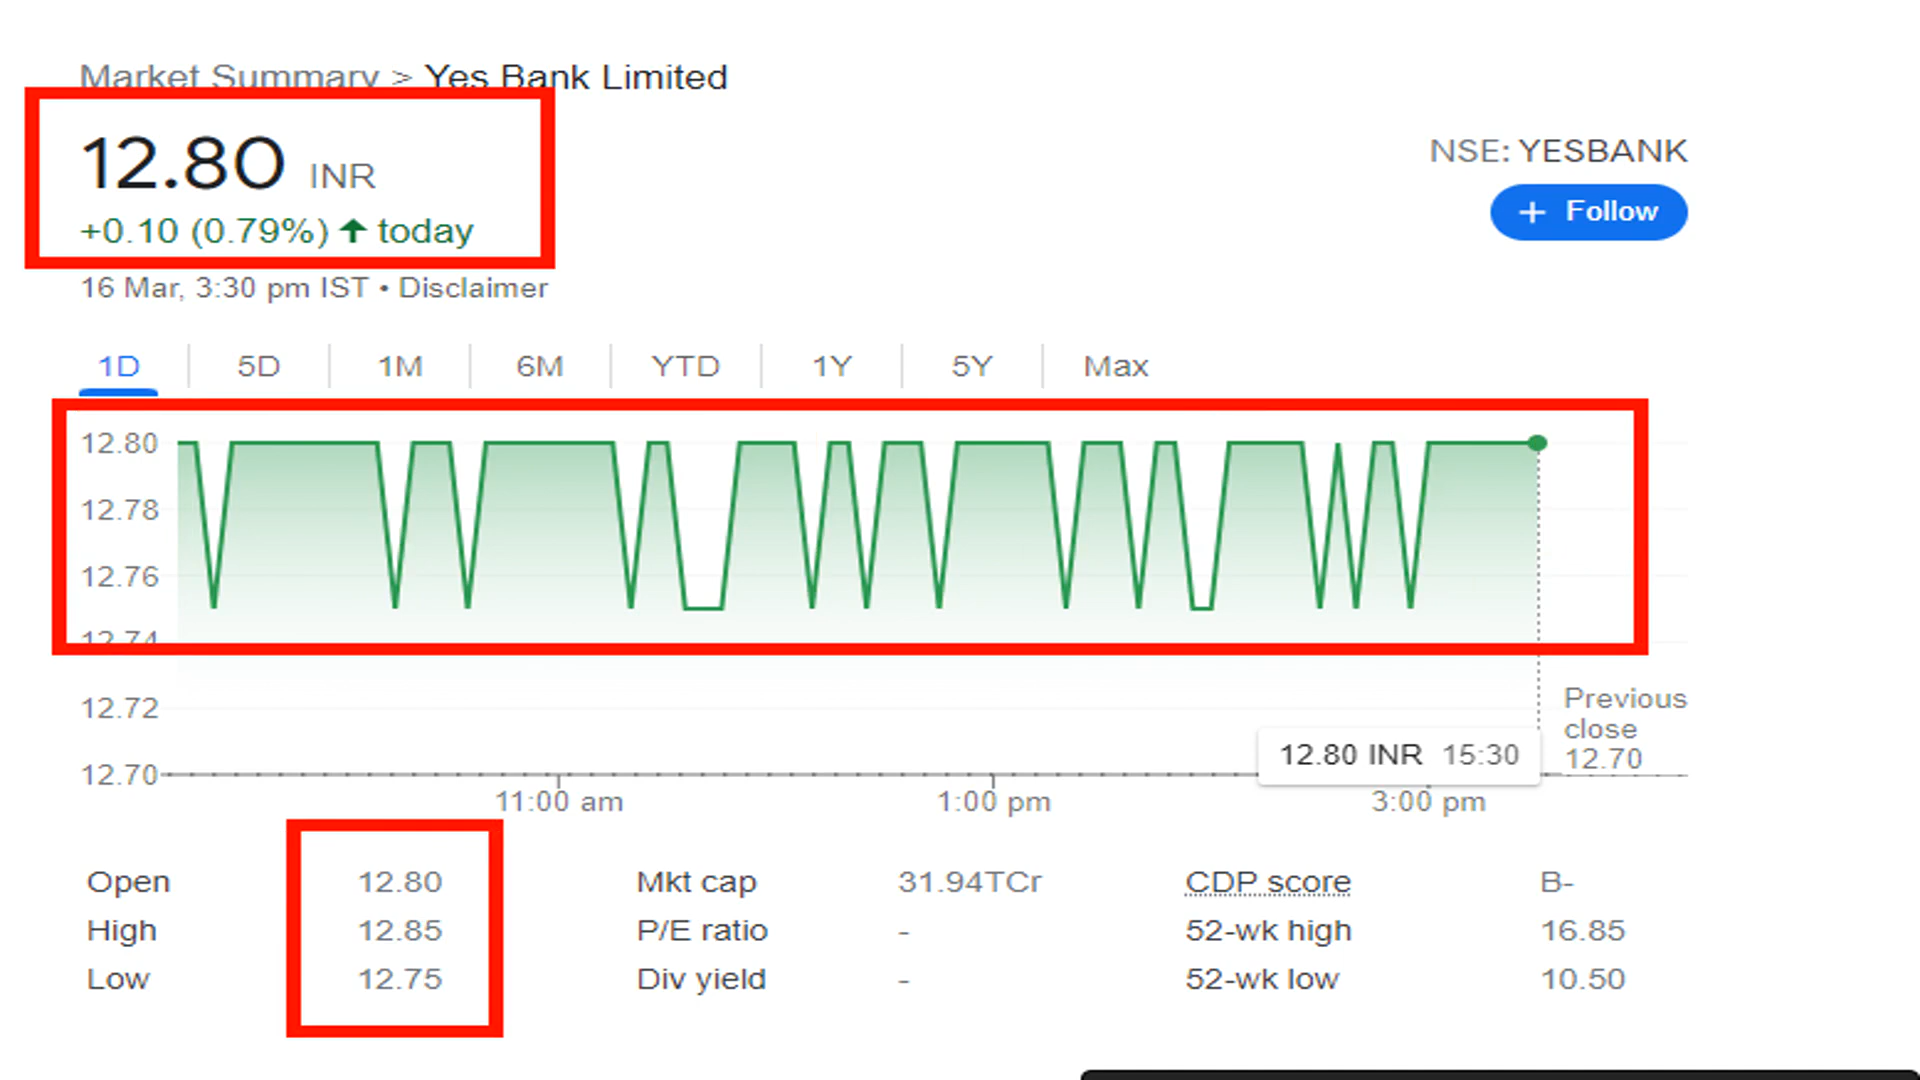 Market Summary > Yes Bank Limited
12.80 INR
+0.10 (0.79%) ↑ today
16 Mar, 3:30 pm IST • Disclaimer
NSE: YESBANK
+ Follow
1D 5D 1M 6M YTD 1Y 5Y Max
12.80
12.78
12.76
12.74
12.72
12.70
Previous
close
12.70
12.80 INR 15:30
11:00 am 1:00 pm 3:00 pm
Open 12.80 Mkt cap 31.94TCr CDP score B-
High 12.85 P/E ratio - 52-wk high 16.85
Low 12.75 Div yield - 52-wk low 10.50